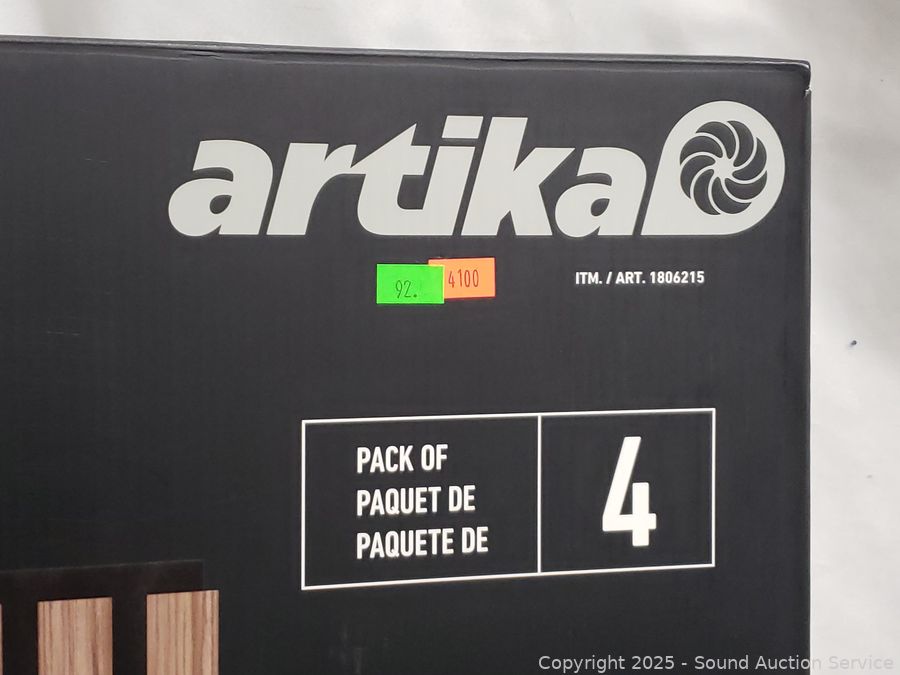 artika
92.
4100
ITM. / ART. 1806215
PACK OF
PAQUET DE
PAQUETE DE
4
Copyright 2025 - Sound Auction Service